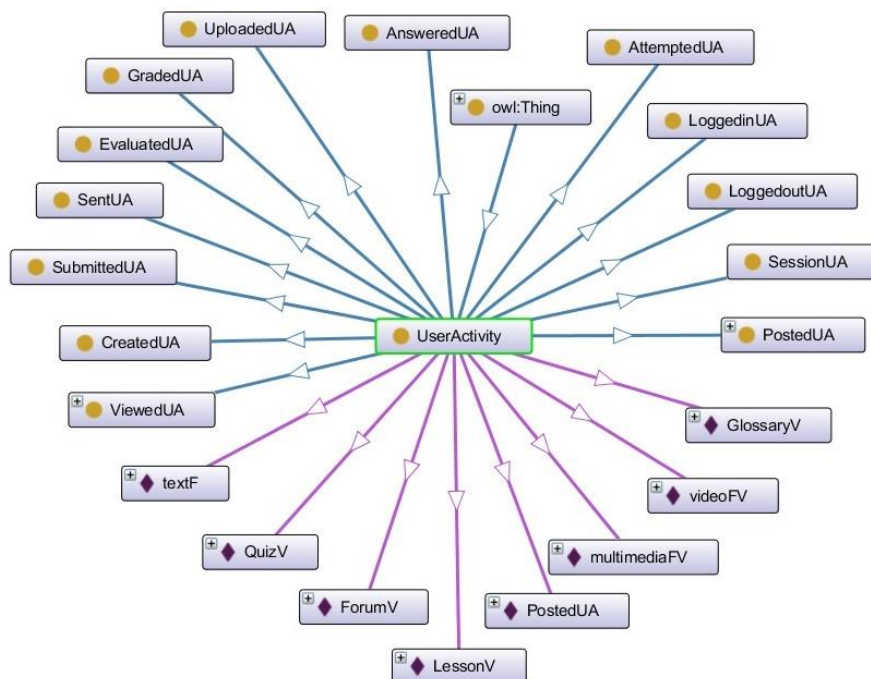 UploadedUA
AnsweredUA
AttemptedUA
GradedUA
owl:Thing
LoggedinUA
EvaluatedUA
LoggedoutUA
SentUA
SubmittedUA
SessionUA
UserActivity
PostedUA
CreatedUA
ViewedUA
GlossaryV
textF
videoFV
QuizV
multimediaFV
ForumV
PostedUA
LessonV